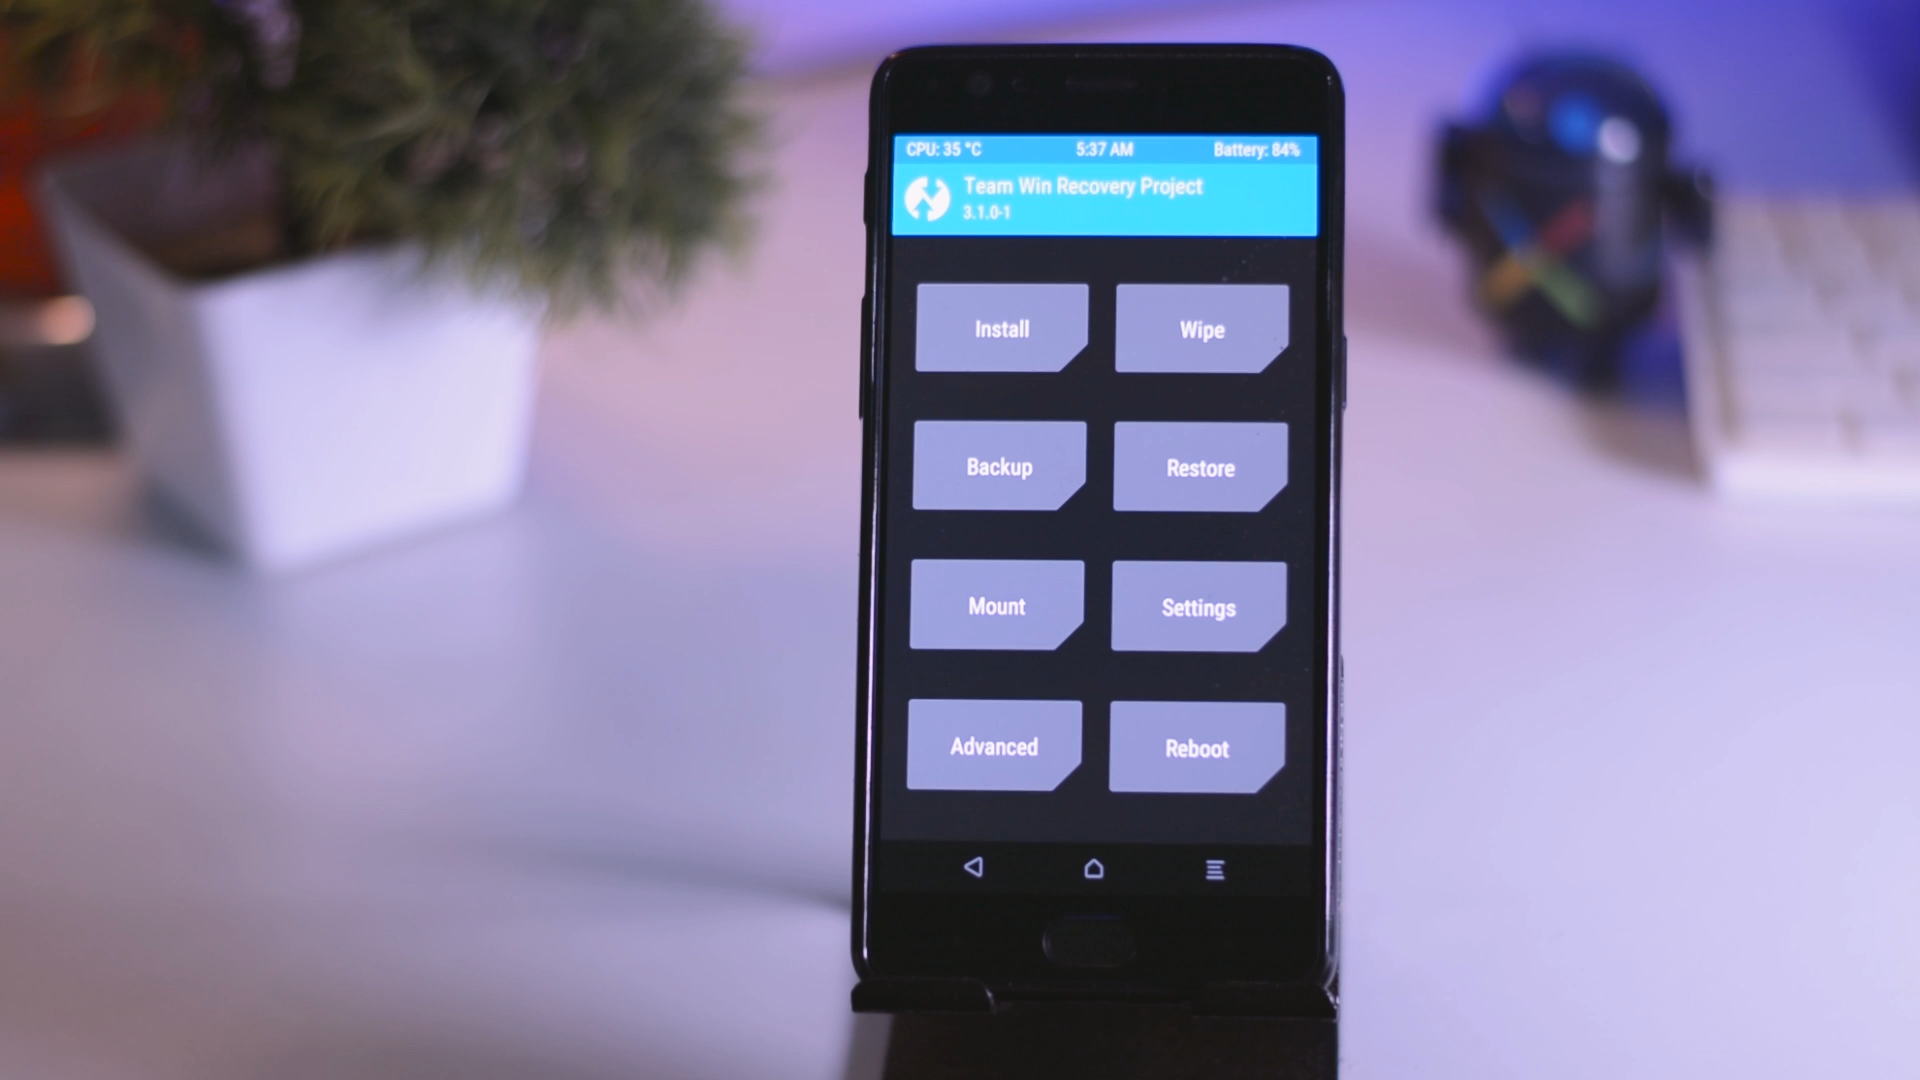 CPU: 35 °C 5:37 AM Battery: 84%
Team Win Recovery Project
3.1.0-1
Install Wipe
Backup Restore
Mount Settings
Advanced Reboot